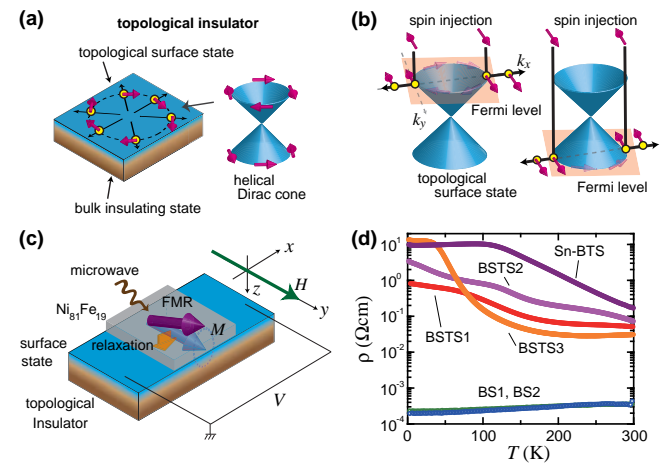 (a)
topological insulator
topological surface state
helical
Dirac cone
bulk insulating state
(b)
spin injection
spin injection
k_x
Fermi level
k_y
topological
surface state
Fermi level
(c)
microwave
x
z
H
y
Ni81Fe19
FMR
M
surface
state
relaxation
topological
Insulator
V
(d)
ρ (Ωcm)
10^1
10^0
10^-1
10^-2
10^-3
10^-4
Sn-BTS
BSTS2
BSTS1
BSTS3
BS1, BS2
0 100 200 300
T (K)